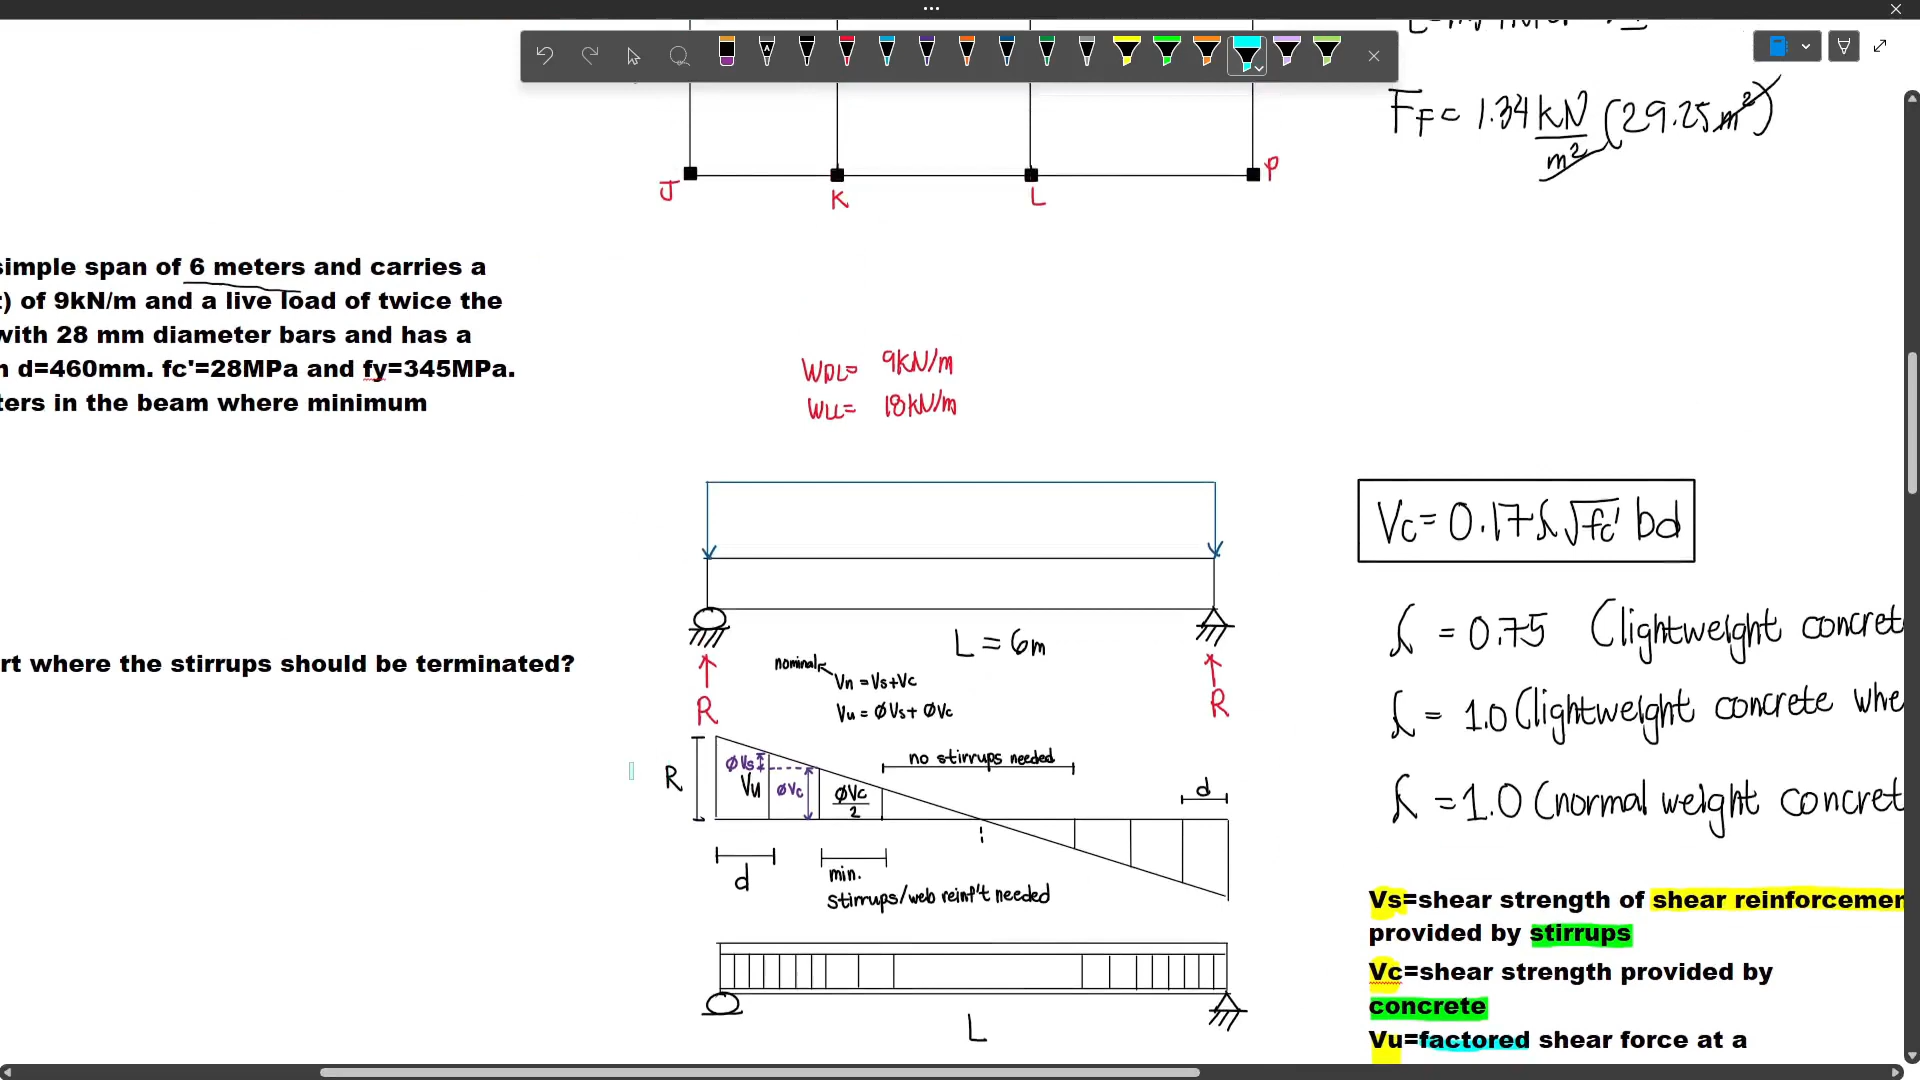 F_F = 1.34 kN/m² (29.25 m²)
J
K
L
P
simple span of 6 meters and carries a
t) of 9kN/m and a live load of twice the
with 28 mm diameter bars and has a
d=460mm. fc'=28MPa and fy=345MPa.
ters in the beam where minimum
WDL= 9kN/m
WLL= 18kN/m
Vc = 0.17λ√fc' bd
L = 6m
λ = 0.75 (lightweight concret
rt where the stirrups should be terminated?
nominal
Vn = Vs+Vc
Vu = ØVs + ØVc
R
R
λ = 1.0 (lightweight concrete whe
R
ØVs
Vu
ØVc
ØVc/2
no stirrups needed
d
λ = 1.0 (normal weight concret
d
min.
stirrups/web reinf't needed
Vs=shear strength of shear reinforcemen
provided by stirrups
Vc=shear strength provided by
concrete
L
Vu=factored shear force at a